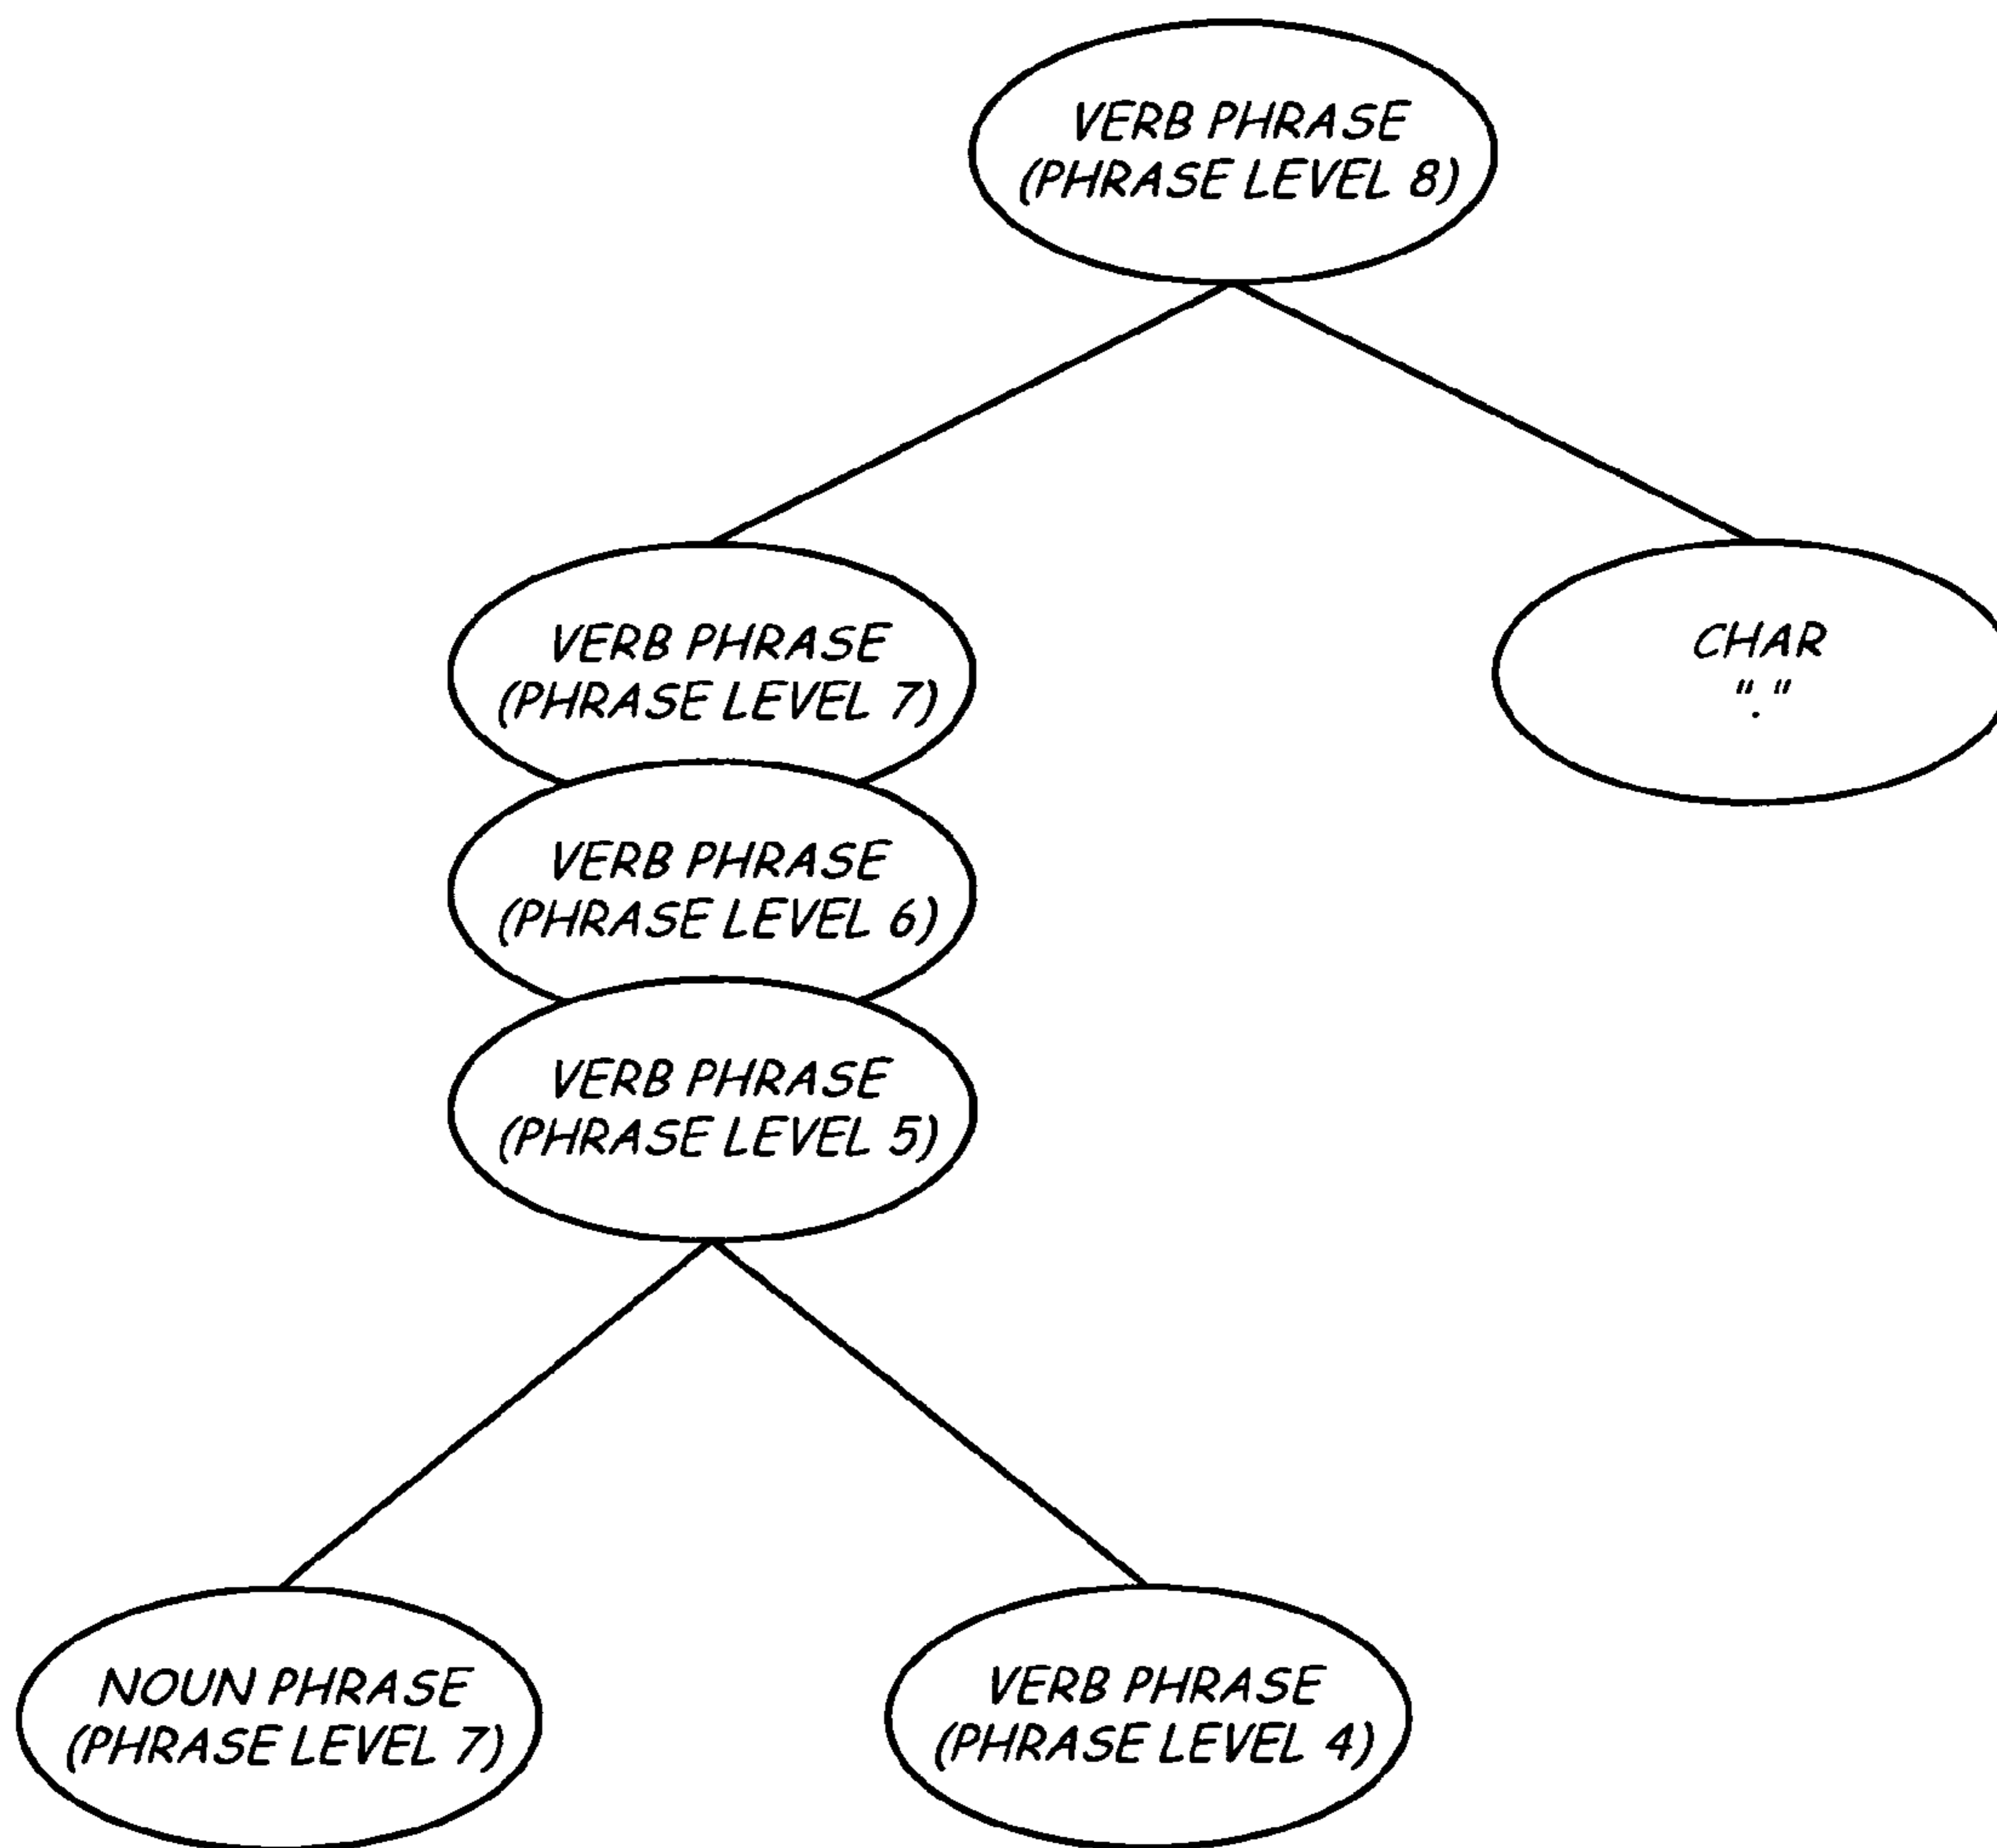 VERB PHRASE
(PHRASE LEVEL 8)
VERB PHRASE
(PHRASE LEVEL 7)
CHAR
"."
VERB PHRASE
(PHRASE LEVEL 6)
VERB PHRASE
(PHRASE LEVEL 5)
NOUN PHRASE
(PHRASE LEVEL 7)
VERB PHRASE
(PHRASE LEVEL 4)